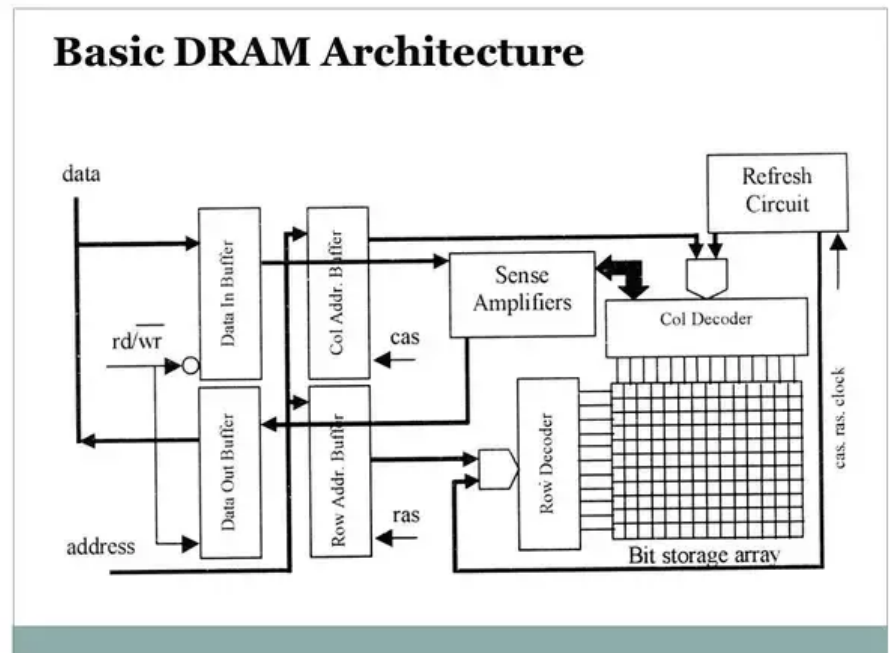 Basic DRAM Architecture
data
Refresh
Circuit
Data In Buffer
Col Addr. Buffer
Sense
Amplifiers
Col Decoder
rd/w̅r̅
cas
Data Out Buffer
Row Addr. Buffer
Row Decoder
cas. ras. clock
ras
address
Bit storage array